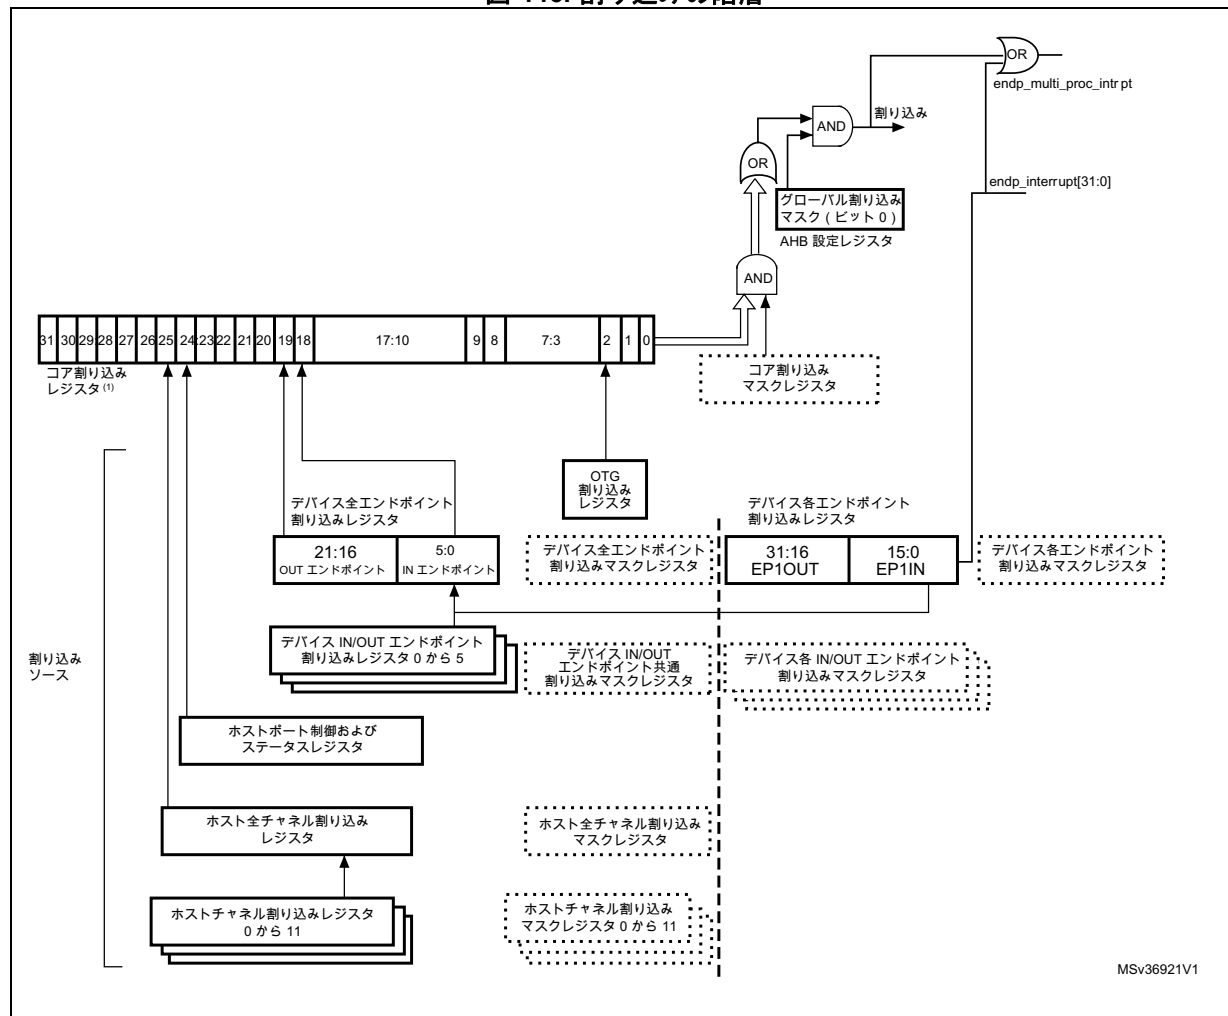 OR
endp_multi_proc_intrpt
割り込み
AND
OR
endp_interrupt[31:0]
グローバル割り込み
マスク（ビット 0）
AHB 設定レジスタ
AND
31 30 29 28 27 26 25 24 23 22 21 20 19 18 17:10 9 8 7:3 2 1 0
コア割り込み
レジスタ (1)
コア割り込み
マスクレジスタ
OTG
割り込み
レジスタ
デバイス全エンドポイント
割り込みレジスタ
デバイス各エンドポイント
割り込みレジスタ
21:16
OUT エンドポイント
5:0
IN エンドポイント
デバイス全エンドポイント
割り込みマスクレジスタ
31:16
EP1OUT
15:0
EP1IN
デバイス各エンドポイント
割り込みマスクレジスタ
割り込み
ソース
デバイス IN/OUT エンドポイント
割り込みレジスタ 0 から 5
デバイス IN/OUT
エンドポイント共通
割り込みマスクレジスタ
デバイス各 IN/OUT エンドポイント
割り込みマスクレジスタ
ホストポート制御および
ステータスレジスタ
ホスト全チャネル割り込み
レジスタ
ホスト全チャネル割り込み
マスクレジスタ
ホストチャネル割り込みレジスタ
0 から 11
ホストチャネル割り込み
マスクレジスタ 0 から 11
MSv36921V1